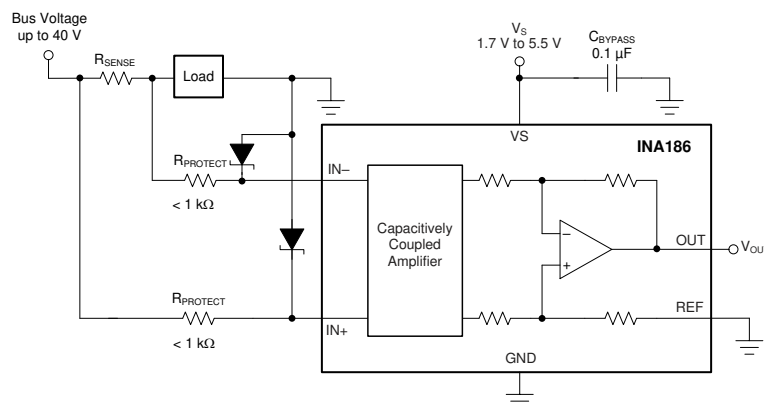 Bus Voltage
up to 40 V
RSENSE
Load
VS
1.7 V to 5.5 V
CBYPASS
0.1 µF
VS
INA186
RPROTECT
< 1 kΩ
IN–
Capacitively
Coupled
Amplifier
–
+
OUT
VOU
RPROTECT
< 1 kΩ
IN+
REF
GND